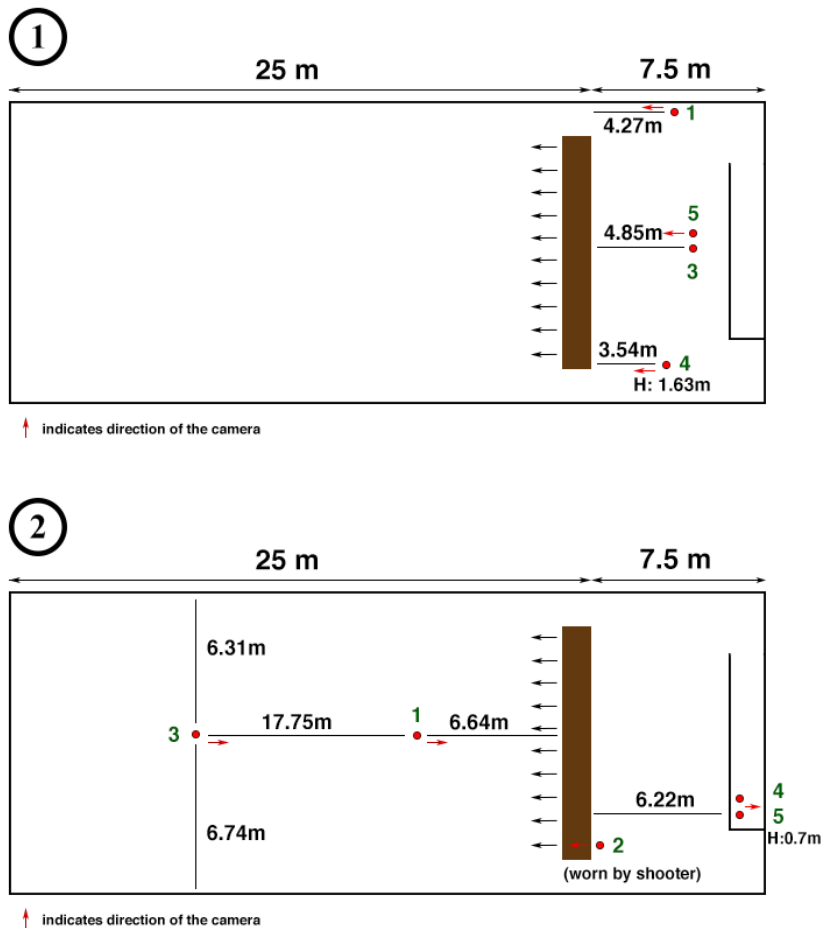 1
25 m
7.5 m
1
4.27m
5
4.85m
3
3.54m
4
H: 1.63m
indicates direction of the camera
2
25 m
7.5 m
6.31m
3
17.75m
1
6.64m
6.22m
4
5
H:0.7m
6.74m
2
(worn by shooter)
indicates direction of the camera